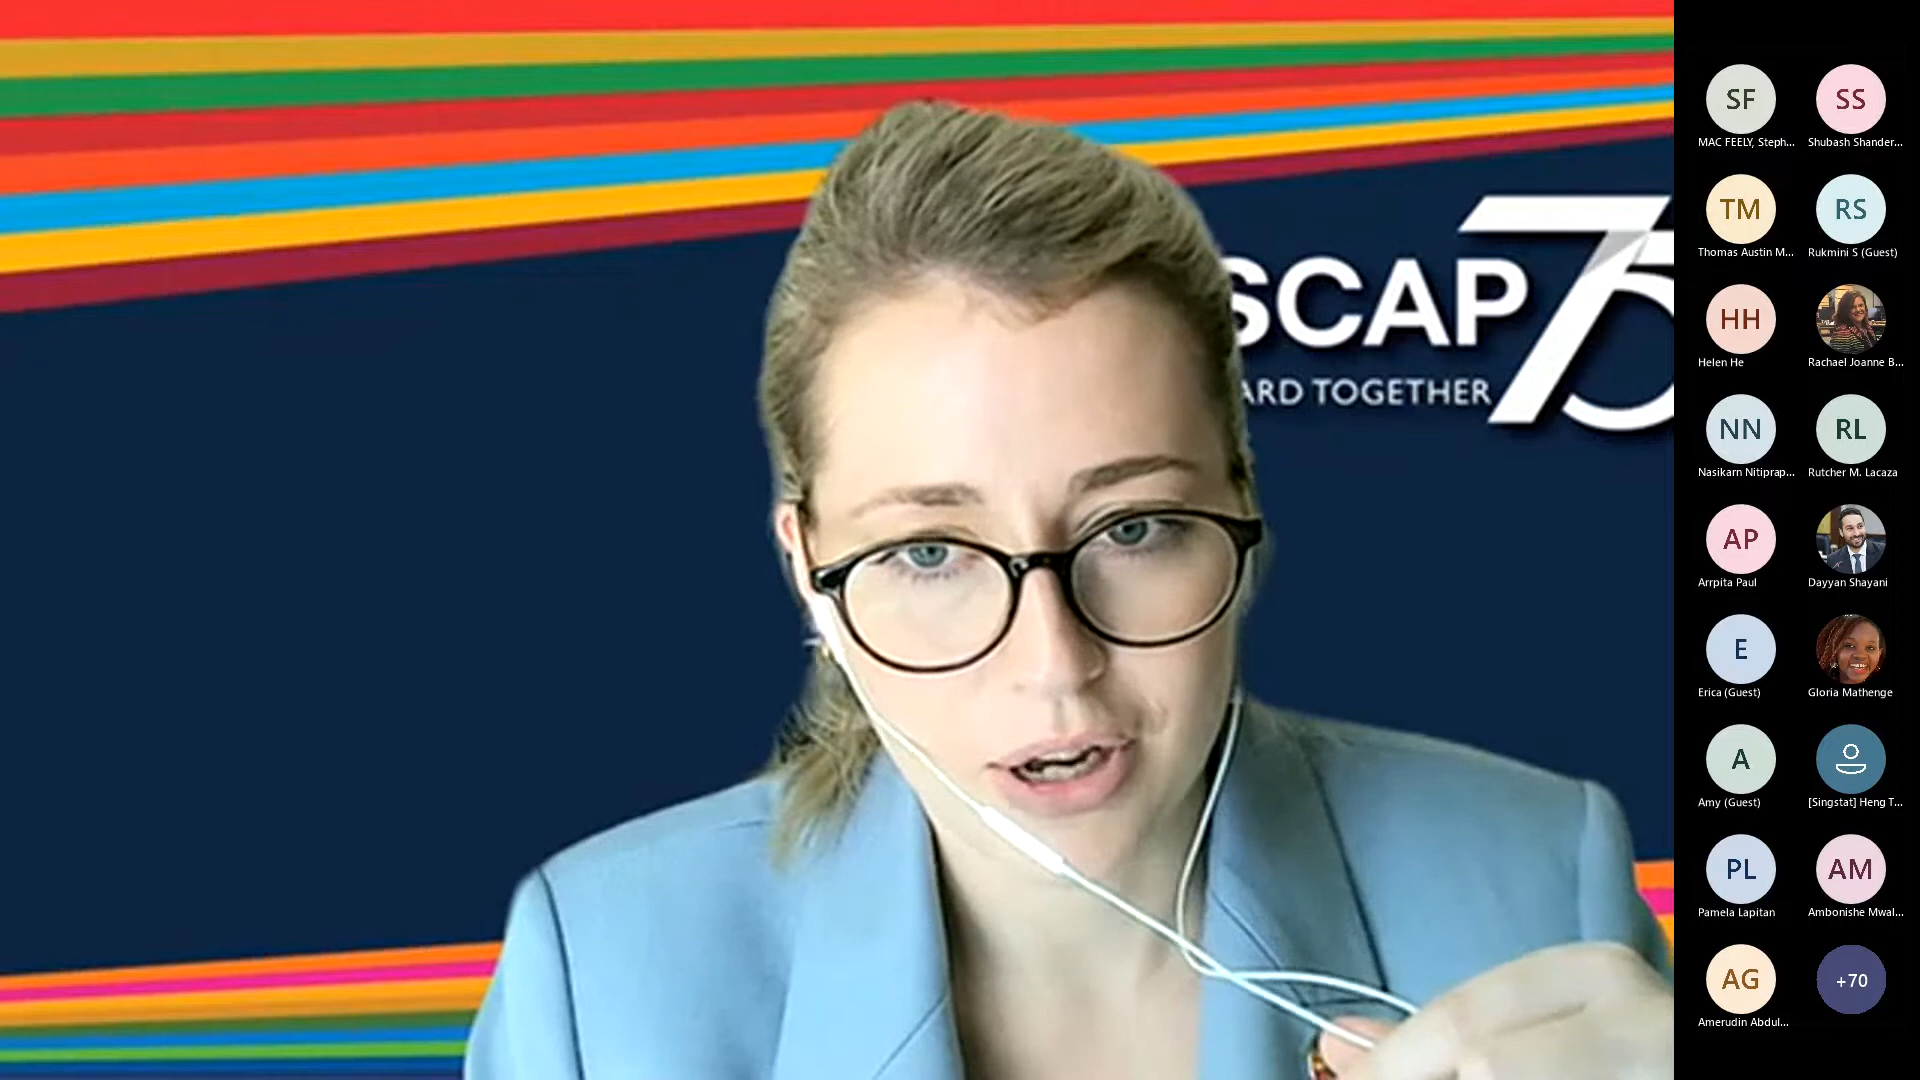 SCAP 75
ARD TOGETHER
SF
MAC FEELY, Steph...
SS
Shubash Shander...
TM
Thomas Austin M...
RS
Rukmini S (Guest)
HH
Helen He
Rachael Joanne B...
NN
Nasikarn Nitiprap...
RL
Rutcher M. Lacaza
AP
Arrpita Paul
Dayyan Shayani
E
Erica (Guest)
Gloria Mathenge
A
Amy (Guest)
[Singstat] Heng T...
PL
Pamela Lapitan
AM
Ambonishe Mwal...
AG
Amerudin Abdul...
+70